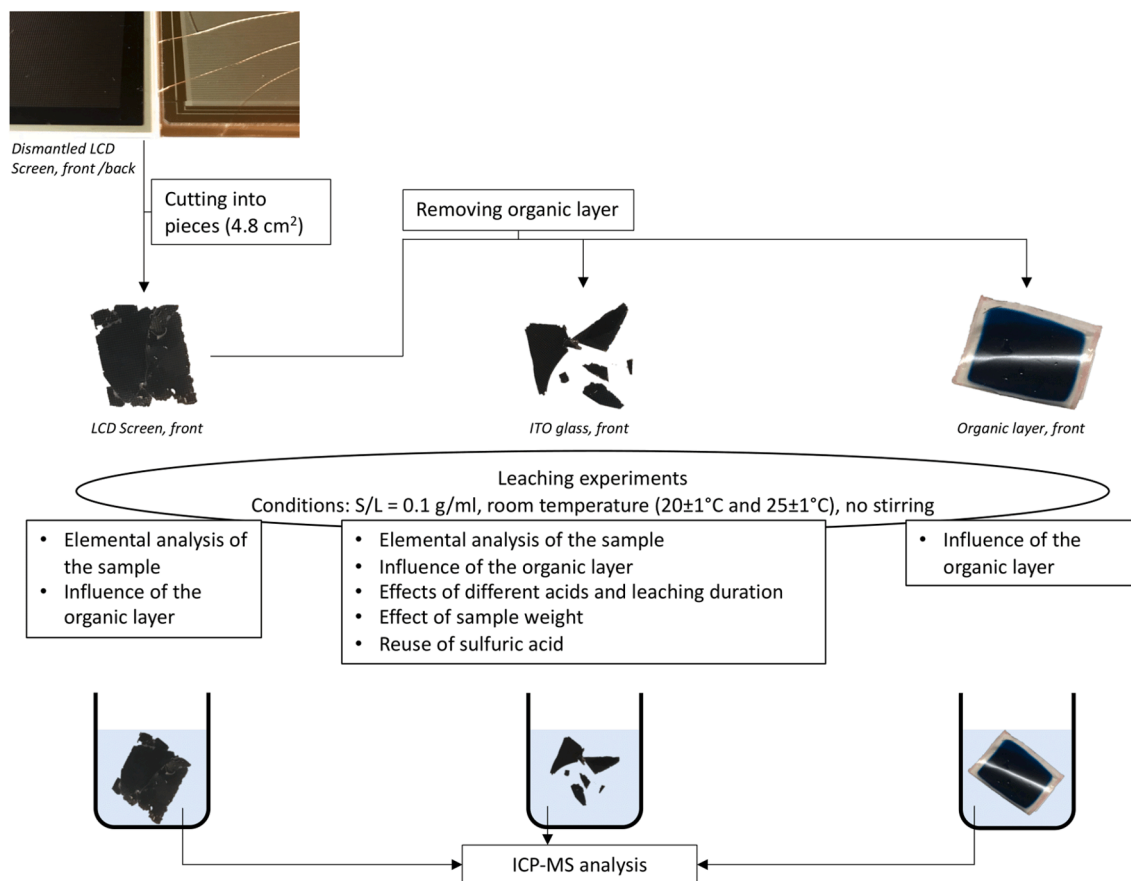 Dismantled LCD
Screen, front /back
Cutting into
pieces (4.8 cm²)
Removing organic layer
LCD Screen, front
ITO glass, front
Organic layer, front
Leaching experiments
Conditions: S/L = 0.1 g/ml, room temperature (20±1°C and 25±1°C), no stirring
• Elemental analysis of
the sample
• Influence of the
organic layer
• Elemental analysis of the sample
• Influence of the organic layer
• Effects of different acids and leaching duration
• Effect of sample weight
• Reuse of sulfuric acid
• Influence of the
organic layer
ICP-MS analysis